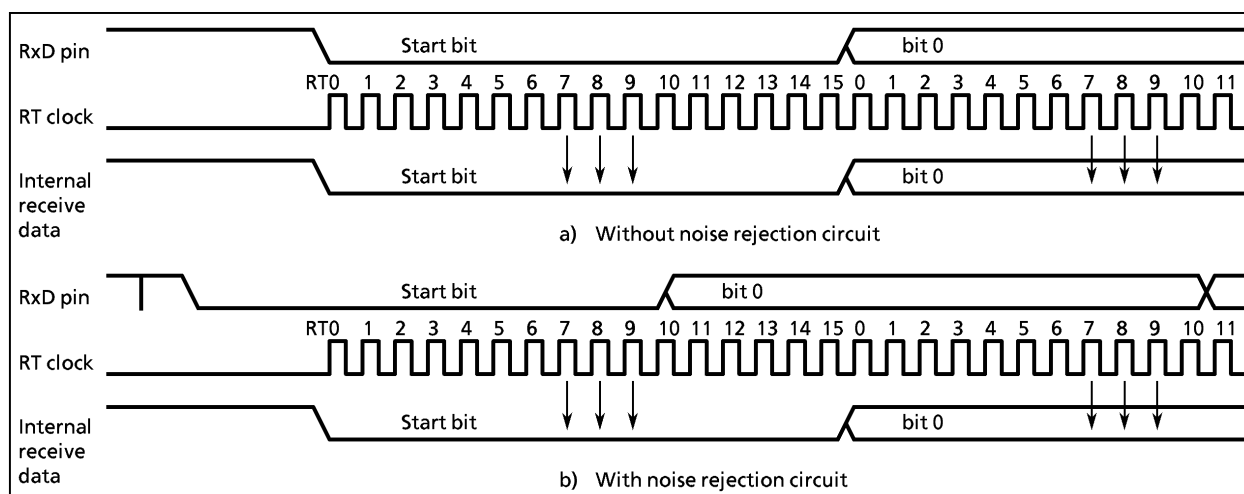 RxD pin
Start bit
bit 0
RT0 1 2 3 4 5 6 7 8 9 10 11 12 13 14 15 0 1 2 3 4 5 6 7 8 9 10 11
RT clock
Internal
receive
data
Start bit
bit 0
a) Without noise rejection circuit
RxD pin
Start bit
bit 0
RT0 1 2 3 4 5 6 7 8 9 10 11 12 13 14 15 0 1 2 3 4 5 6 7 8 9 10 11
RT clock
Internal
receive
data
Start bit
bit 0
b) With noise rejection circuit